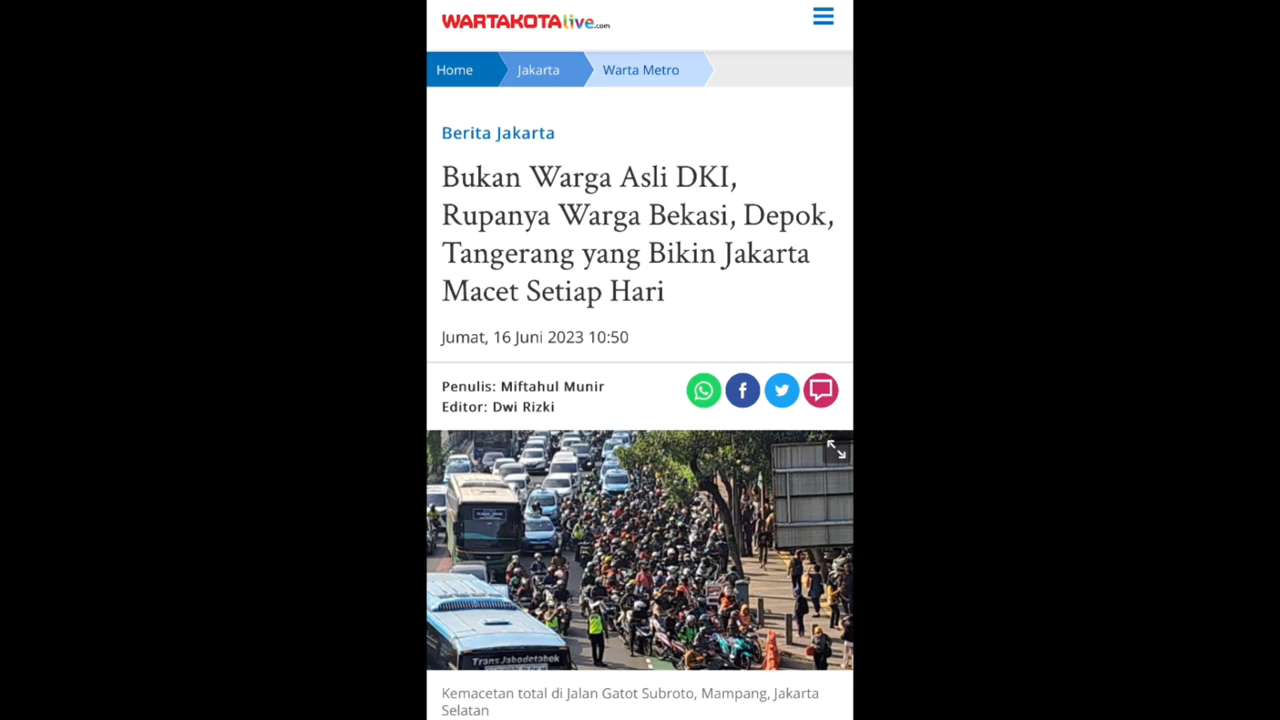 WARTAKOTAlive.com
Home Jakarta Warta Metro
Berita Jakarta
Bukan Warga Asli DKI,
Rupanya Warga Bekasi, Depok,
Tangerang yang Bikin Jakarta
Macet Setiap Hari
Jumat, 16 Juni 2023 10:50
Penulis: Miftahul Munir
Editor: Dwi Rizki
Trans Jabodetabek
Kemacetan total di Jalan Gatot Subroto, Mampang, Jakarta
Selatan